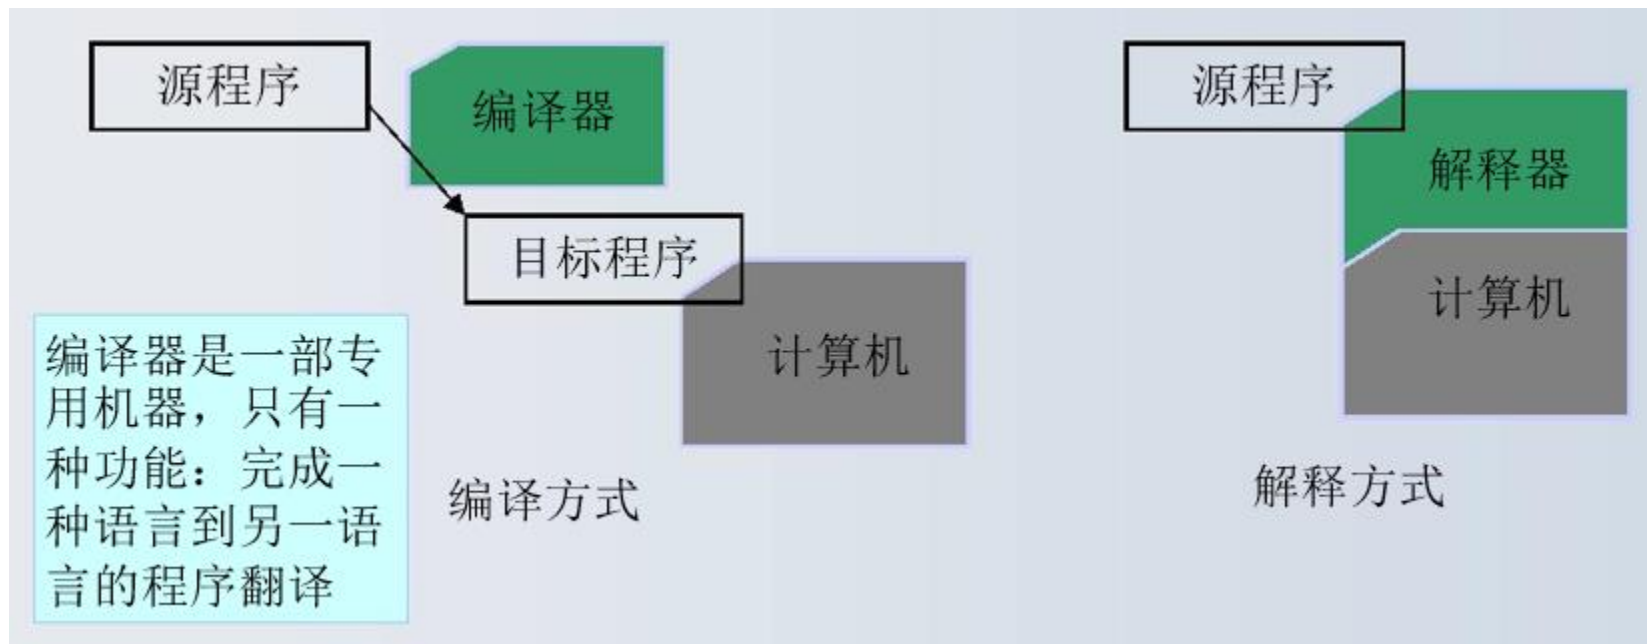 源程序
编译器
目标程序
计算机
编译器是一部专
用机器，只有一
种功能：完成一
种语言到另一语
言的程序翻译
编译方式
源程序
解释器
计算机
解释方式